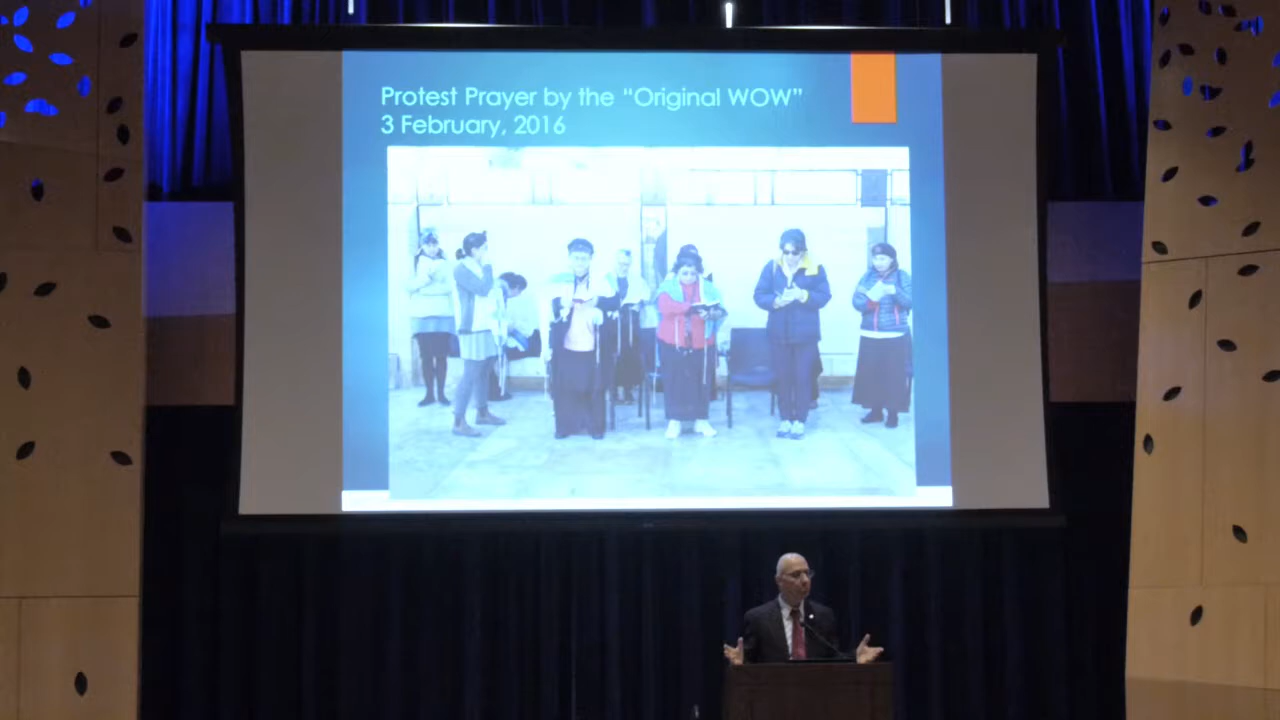 Protest Prayer by the “Original WOW”
3 February, 2016